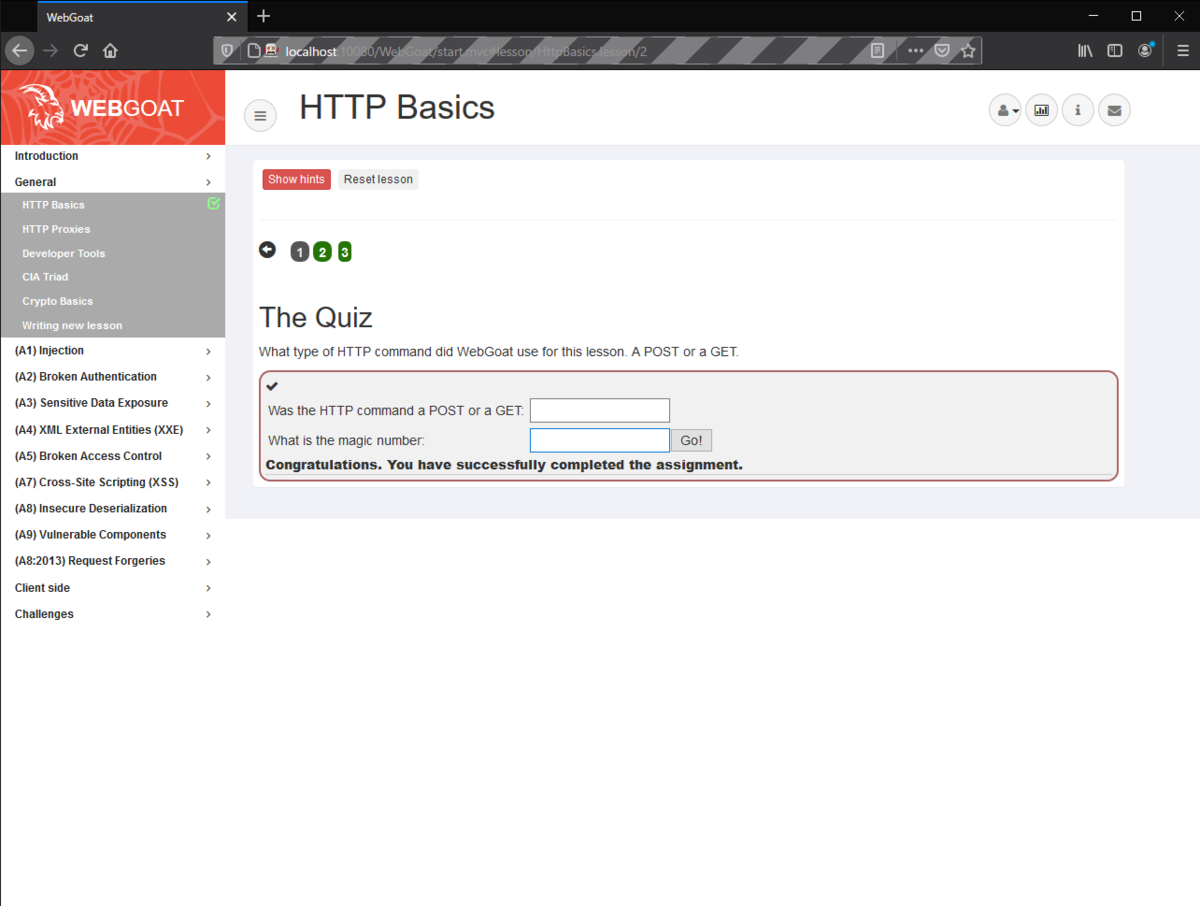 WebGoat
localhost:10080/WebGoat/start.mvc#lesson/HttpBasics.lesson/2
WEBGOAT
HTTP Basics
Introduction
General
HTTP Basics
HTTP Proxies
Developer Tools
CIA Triad
Crypto Basics
Writing new lesson
(A1) Injection
(A2) Broken Authentication
(A3) Sensitive Data Exposure
(A4) XML External Entities (XXE)
(A5) Broken Access Control
(A7) Cross-Site Scripting (XSS)
(A8) Insecure Deserialization
(A9) Vulnerable Components
(A8:2013) Request Forgeries
Client side
Challenges
Show hints Reset lesson
1 2 3
The Quiz
What type of HTTP command did WebGoat use for this lesson. A POST or a GET.
Was the HTTP command a POST or a GET:
What is the magic number: Go!
Congratulations. You have successfully completed the assignment.